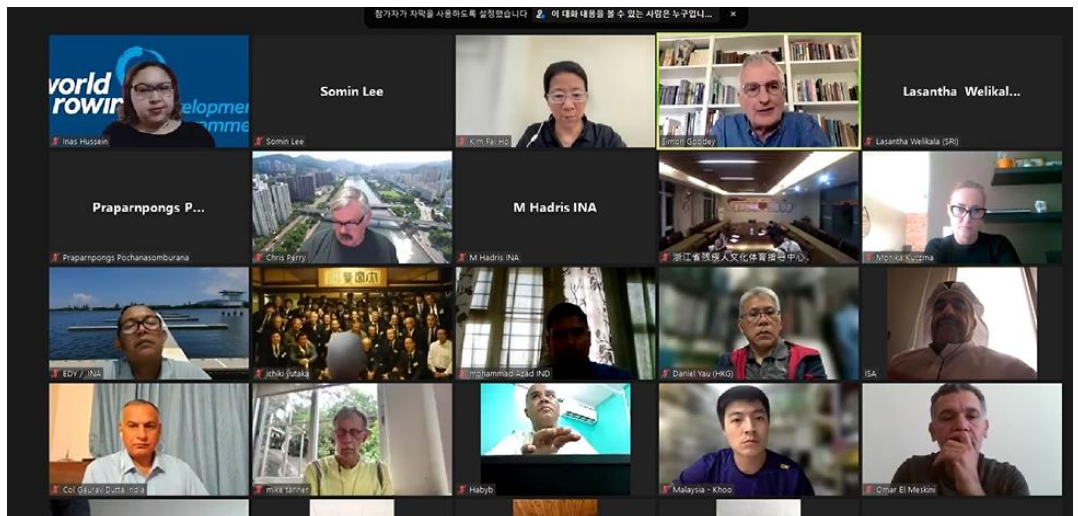 참가자가 자막을 사용하도록 설정했습니다 이 대화 내용을 볼 수 있는 사람은 누구입니...
world
rowin
elopmen
amme
Inas Hussein
Somin Lee
Somin Lee
Kim Fai Ho
Simon Goodey
Lasantha Welikal...
Lasantha Welikala (SRI)
Praparnpongs P...
Praparnpongs Pochanasomburana
Chris Perry
M Hadris INA
M Hadris INA
浙江省残疾人文化体育指导中心
Monika Kuczma
EDY / .INA
ichiki yutaka
mohammad Azad IND
Daniel Yau (HKG)
ISA
Col Gaurav Dutta India
mike tanner
Habyb
Malaysia - Khoo
Omar El Meskini